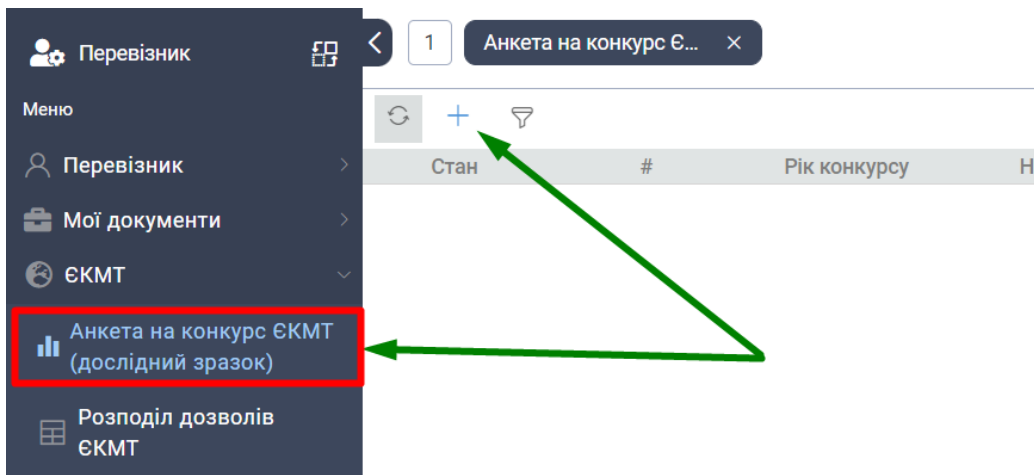 Перевізник
1
Анкета на конкурс Є...
Меню
Перевізник
Стан # Рік конкурсу Н
Мої документи
ЄКМТ
Анкета на конкурс ЄКМТ
(дослідний зразок)
Розподіл дозволів
ЄКМТ